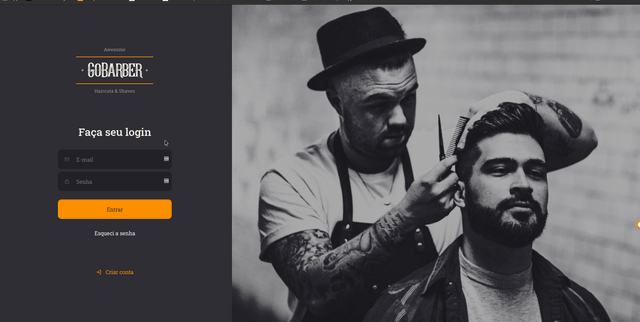 Awesome
GOBARBER
Haircuts & Shaves
Faça seu login
E-mail
Senha
Entrar
Esqueci a senha
Criar conta